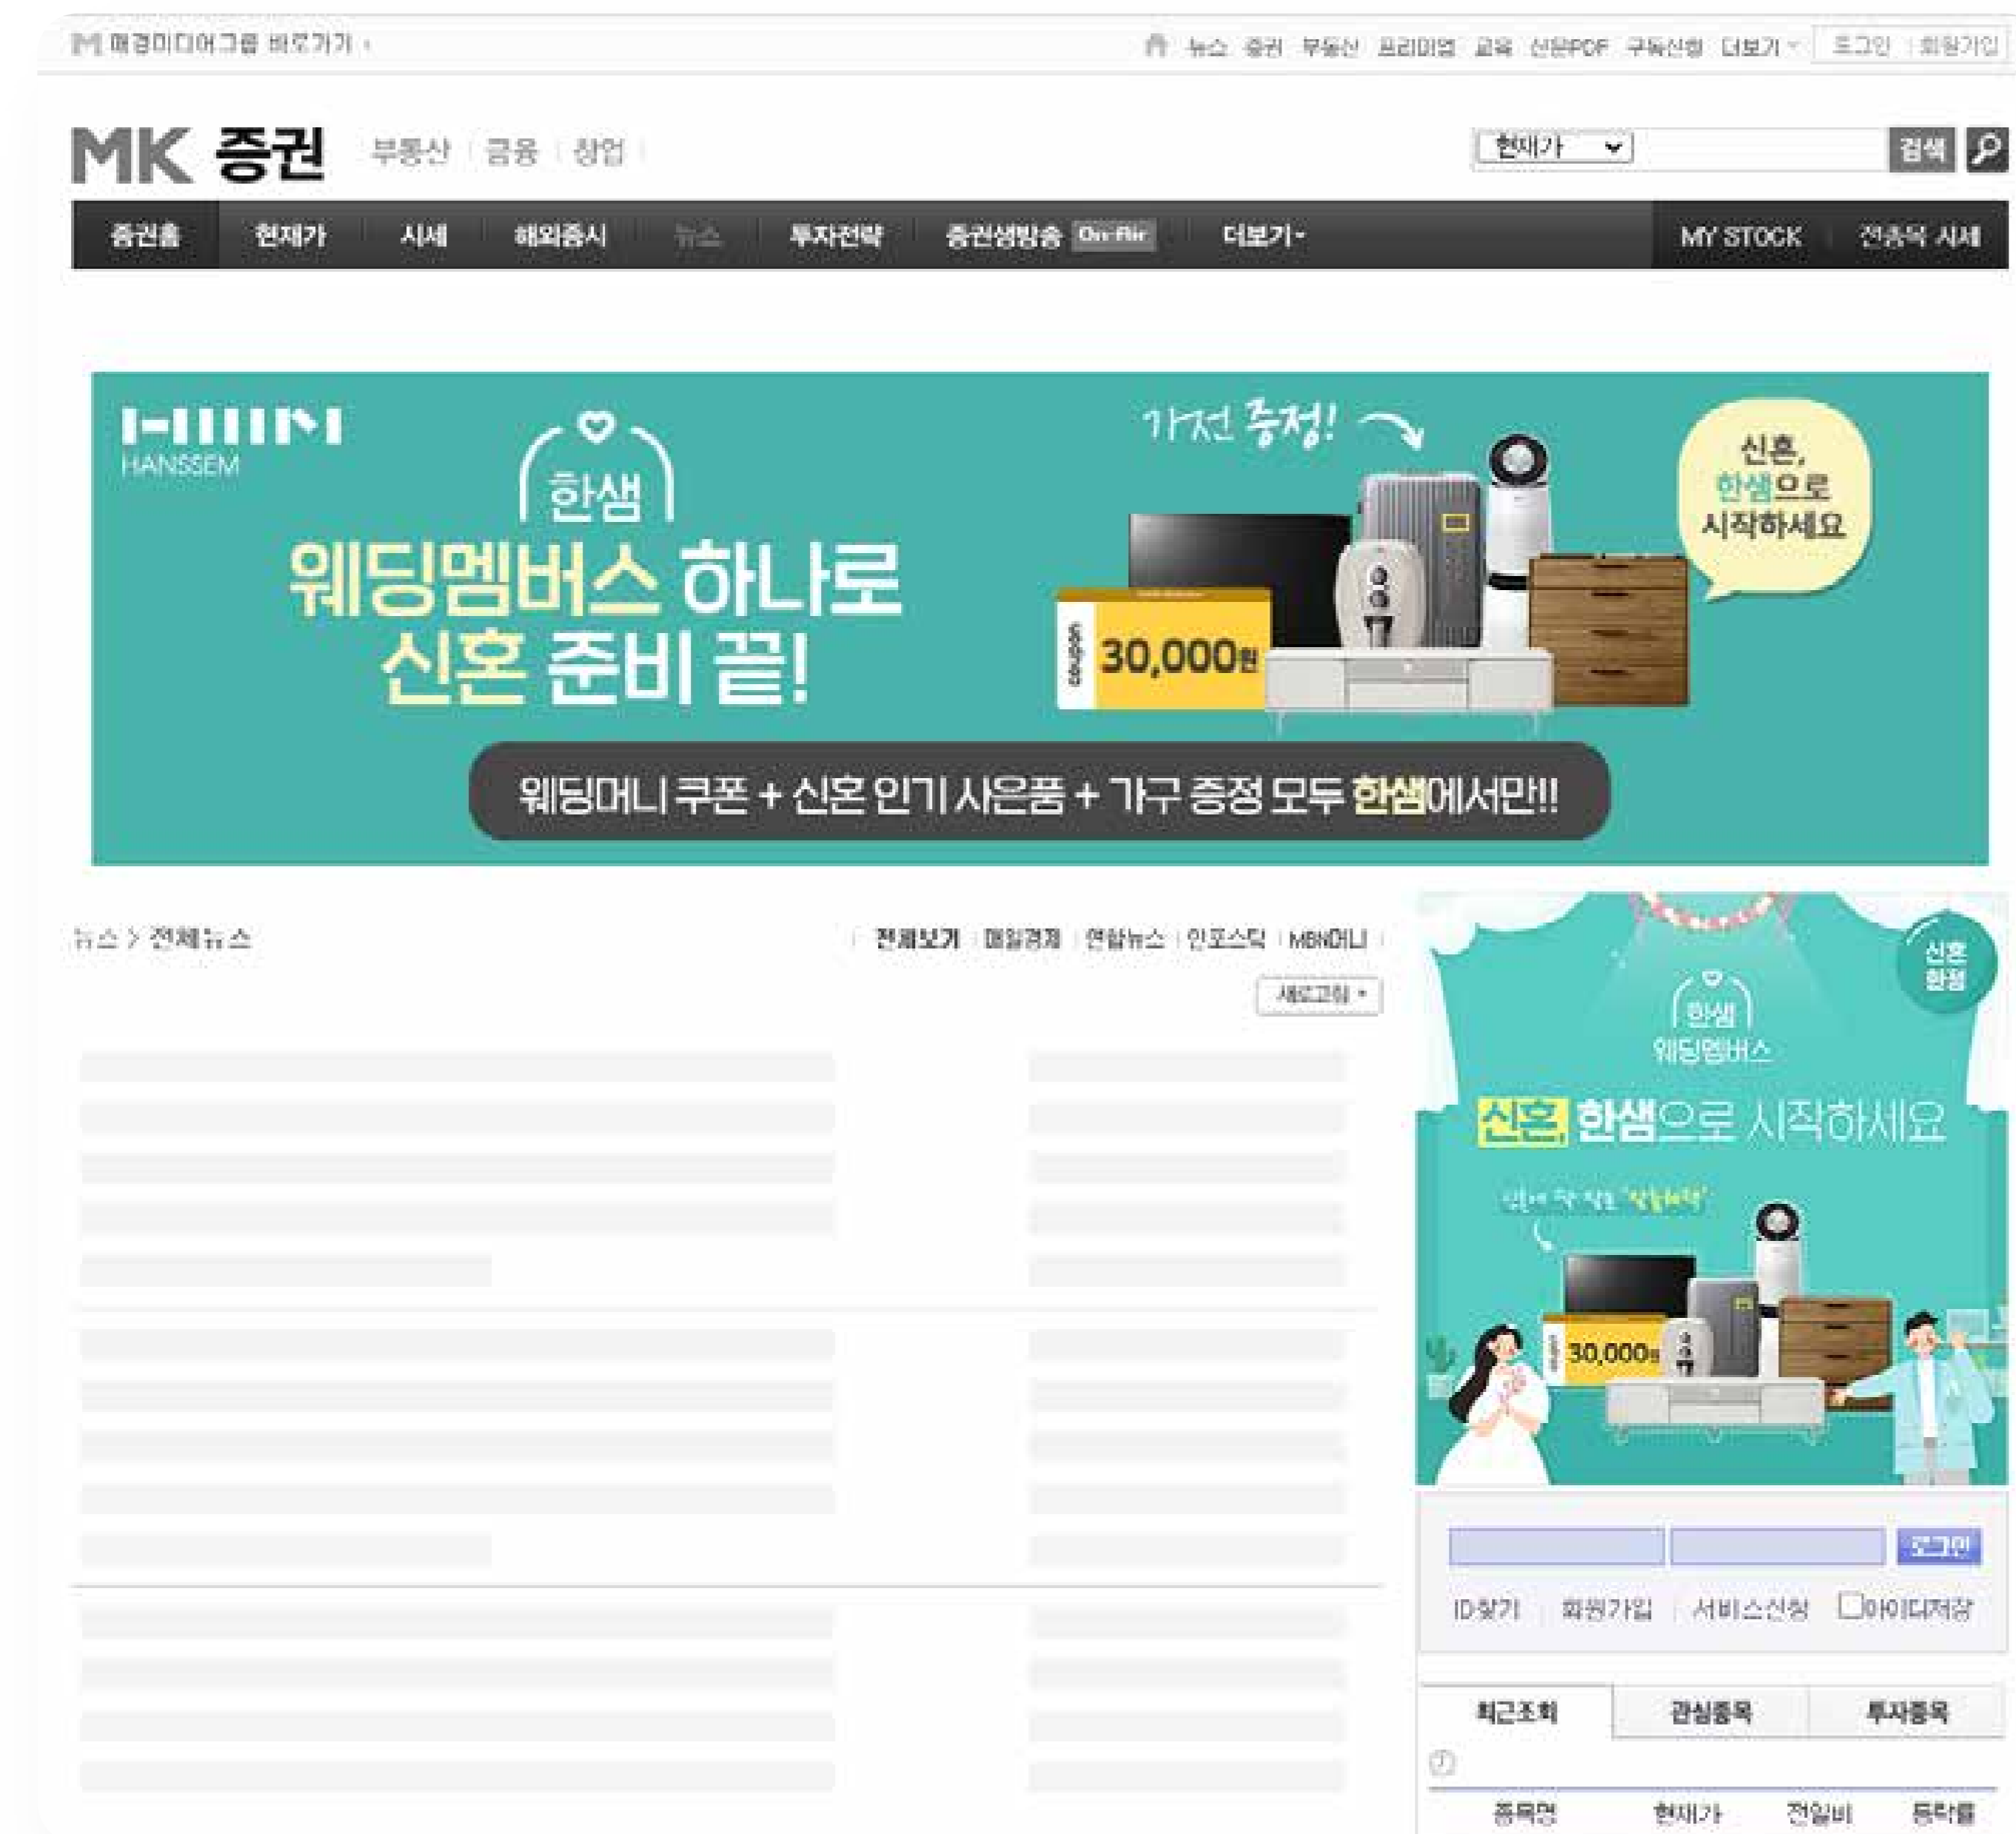 M 매경미디어그룹 바로가기
뉴스 증권 부동산 프리미엄 교육 신문PDF 구독신청 더보기 로그인 회원가입
MK 증권 부동산 금융 창업
현재가 검색
증권홈 현재가 시세 해외증시 뉴스 투자전략 증권생방송 On-Air 더보기 MY STOCK 전종목 시세
HANSSEM
한샘
웨딩멤버스 하나로
신혼 준비 끝!
가전 증정!
신혼,
한샘으로
시작하세요
coupon
30,000원
웨딩머니 쿠폰 + 신혼 인기 사은품 + 가구 증정 모두 한샘에서만!!
뉴스 > 전체뉴스
전체보기 매일경제 연합뉴스 인포스탁 MBN머니
새로고침
신혼
한정
한샘
웨딩멤버스
신혼, 한샘으로 시작하세요
coupon
30,000원
로그인
ID찾기 회원가입 서비스신청 아이디저장
최근조회 관심종목 투자종목
종목명 현재가 전일비 등락률